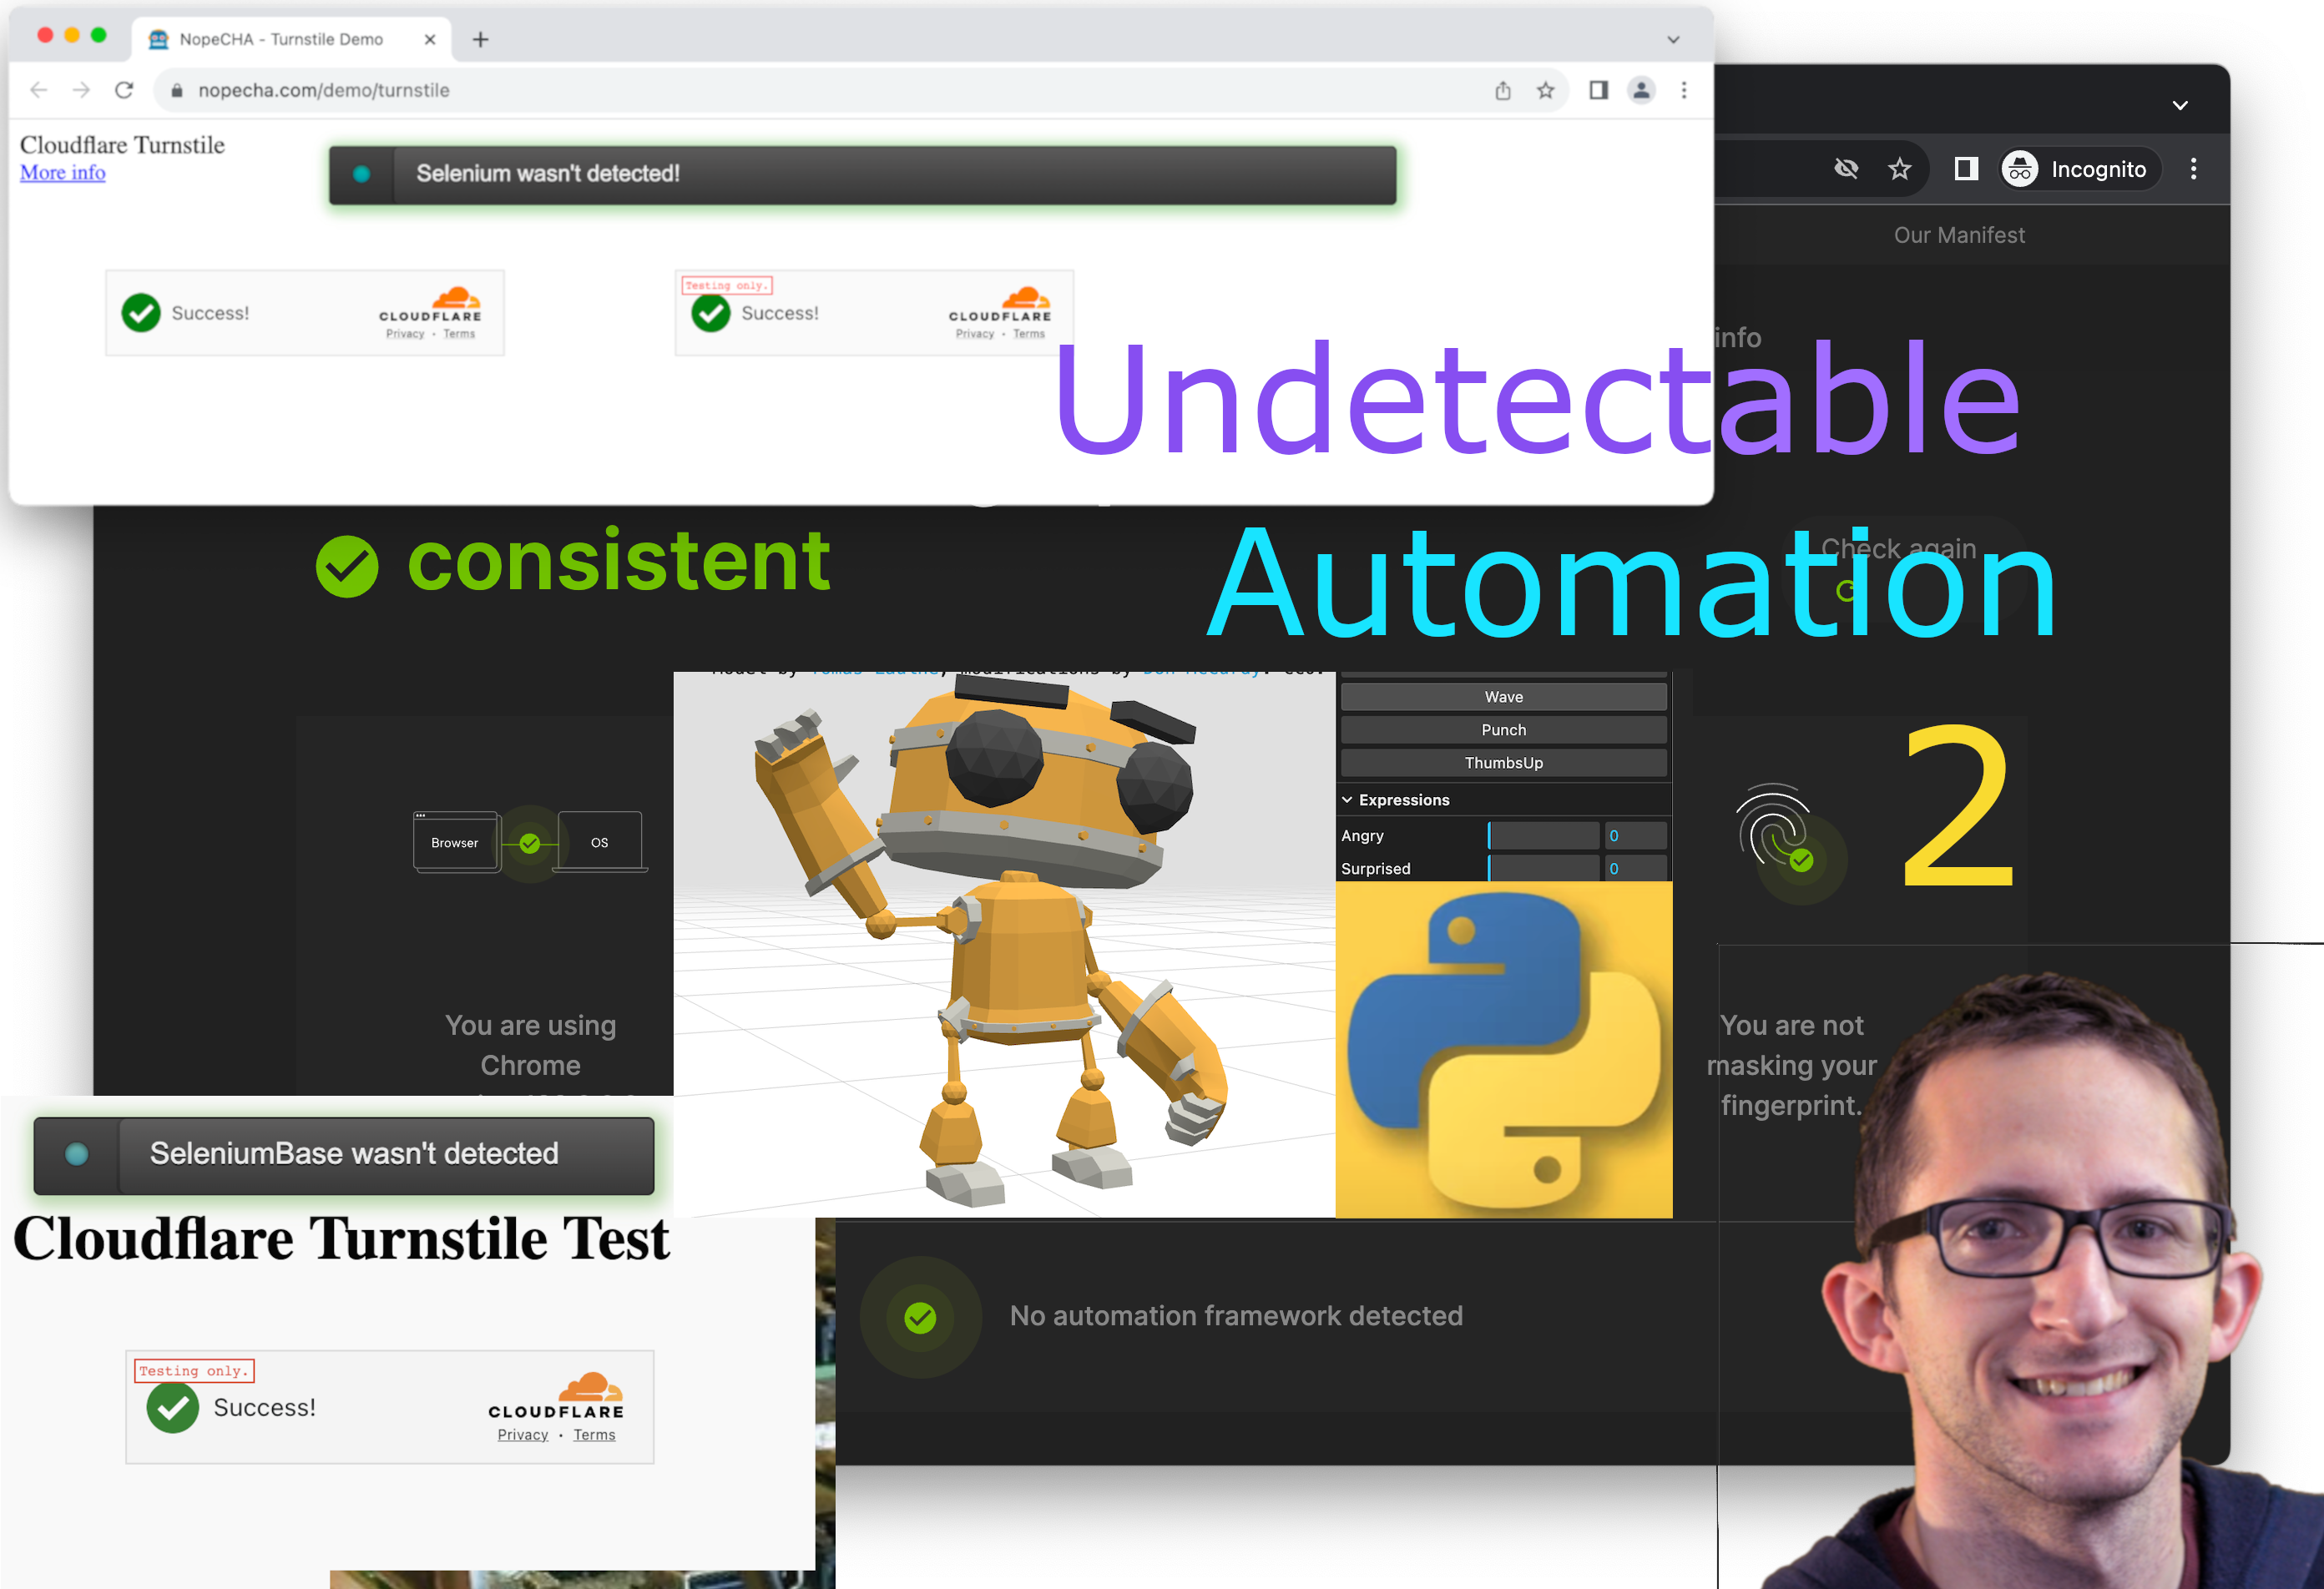 NopeCHA - Turnstile Demo
nopecha.com/demo/turnstile
Cloudflare Turnstile
More info
Selenium wasn't detected!
Success!
CLOUDFLARE
Privacy • Terms
Testing only.
Success!
CLOUDFLARE
Privacy • Terms
Incognito
Our Manifest
info
Undetectable
consistent
Check again
Automation
Wave
Punch
ThumbsUp
Expressions
Angry 0
Surprised 0
2
Browser
OS
You are using
Chrome
You are not
masking your
fingerprint.
SeleniumBase wasn't detected
Cloudflare Turnstile Test
Testing only.
Success!
CLOUDFLARE
Privacy • Terms
No automation framework detected